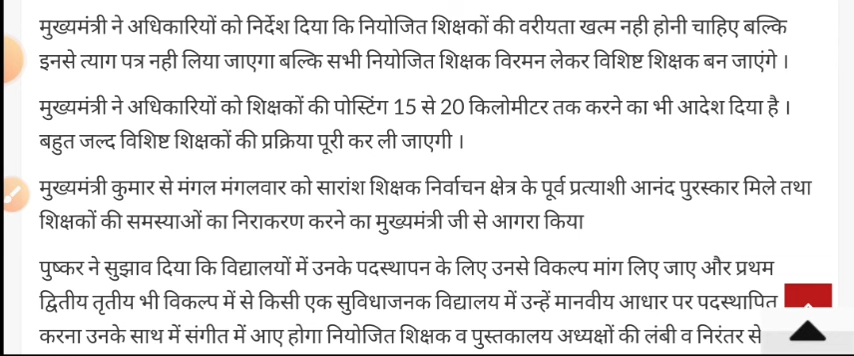 मुख्यमंत्री ने अधिकारियों को निर्देश दिया कि नियोजित शिक्षकों की वरीयता खत्म नही होनी चाहिए बल्कि
इनसे त्याग पत्र नही लिया जाएगा बल्कि सभी नियोजित शिक्षक विरमन लेकर विशिष्ट शिक्षक बन जाएंगे ।
मुख्यमंत्री ने अधिकारियों को शिक्षकों की पोस्टिंग 15 से 20 किलोमीटर तक करने का भी आदेश दिया है ।
बहुत जल्द विशिष्ट शिक्षकों की प्रक्रिया पूरी कर ली जाएगी ।
मुख्यमंत्री कुमार से मंगल मंगलवार को सारांश शिक्षक निर्वाचन क्षेत्र के पूर्व प्रत्याशी आनंद पुरस्कार मिले तथा
शिक्षकों की समस्याओं का निराकरण करने का मुख्यमंत्री जी से आगरा किया
पुष्कर ने सुझाव दिया कि विद्यालयों में उनके पदस्थापन के लिए उनसे विकल्प मांग लिए जाए और प्रथम
द्वितीय तृतीय भी विकल्प में से किसी एक सुविधाजनक विद्यालय में उन्हें मानवीय आधार पर पदस्थापित
करना उनके साथ में संगीत में आए होगा नियोजित शिक्षक व पुस्तकालय अध्यक्षों की लंबी व निरंतर से